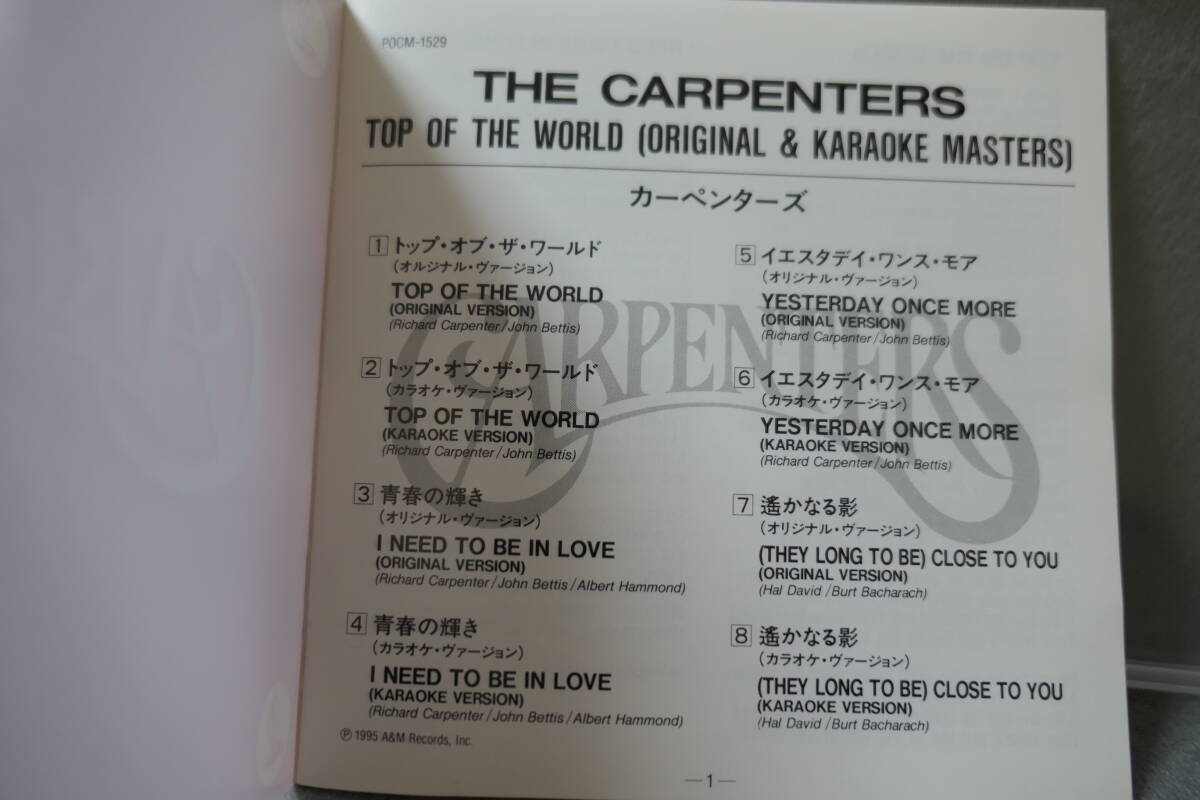 POCM-1529
THE CARPENTERS
TOP OF THE WORLD (ORIGINAL & KARAOKE MASTERS)
カーペンターズ
1 トップ・オブ・ザ・ワールド
（オルジナル・ヴァージョン）
TOP OF THE WORLD
(ORIGINAL VERSION)
(Richard Carpenter/John Bettis)
2 トップ・オブ・ザ・ワールド
（カラオケ・ヴァージョン）
TOP OF THE WORLD
(KARAOKE VERSION)
(Richard Carpenter/John Bettis)
3 青春の輝き
（オリジナル・ヴァージョン）
I NEED TO BE IN LOVE
(ORIGINAL VERSION)
(Richard Carpenter/John Bettis/Albert Hammond)
4 青春の輝き
（カラオケ・ヴァージョン）
I NEED TO BE IN LOVE
(KARAOKE VERSION)
(Richard Carpenter/John Bettis/Albert Hammond)
℗ 1995 A&M Records, Inc.
5 イエスタデイ・ワンス・モア
（オリジナル・ヴァージョン）
YESTERDAY ONCE MORE
(ORIGINAL VERSION)
(Richard Carpenter/John Bettis)
6 イエスタデイ・ワンス・モア
（カラオケ・ヴァージョン）
YESTERDAY ONCE MORE
(KARAOKE VERSION)
(Richard Carpenter/John Bettis)
7 遙かなる影
（オリジナル・ヴァージョン）
(THEY LONG TO BE) CLOSE TO YOU
(ORIGINAL VERSION)
(Hal David/Burt Bacharach)
8 遙かなる影
（カラオケ・ヴァージョン）
(THEY LONG TO BE) CLOSE TO YOU
(KARAOKE VERSION)
(Hal David/Burt Bacharach)
CARPENTERS
—1—